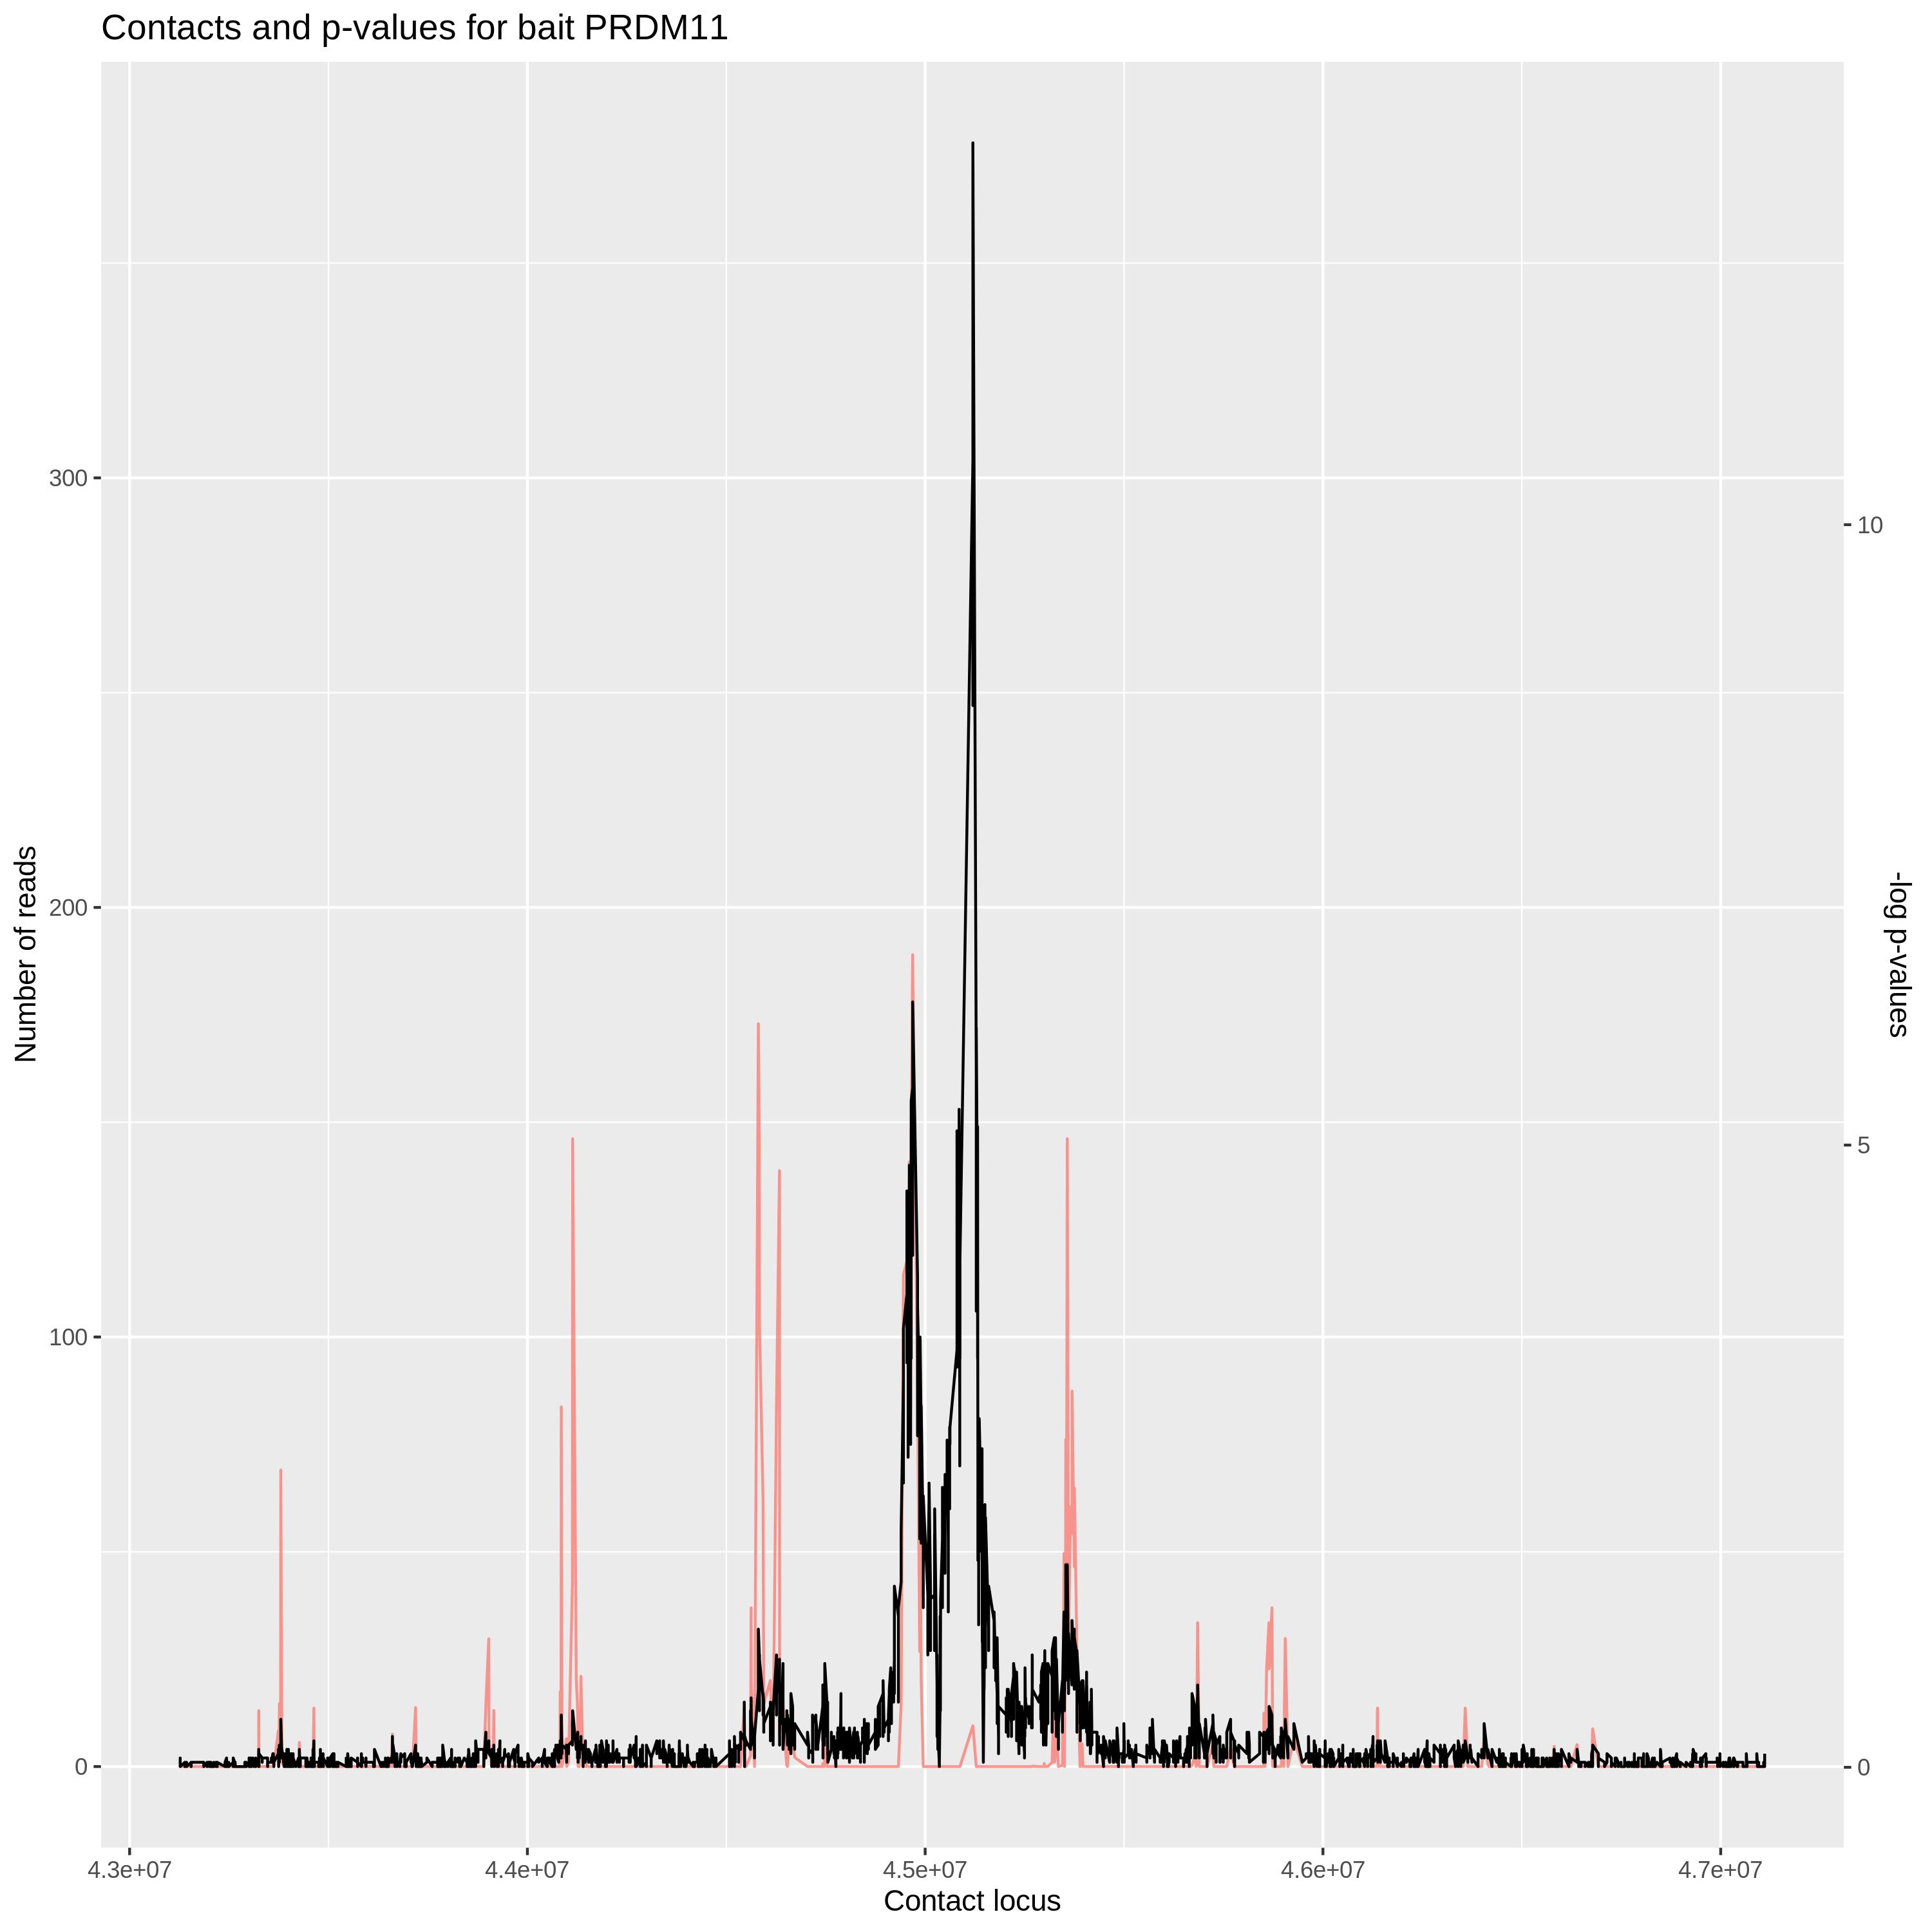 Contacts and p-values for bait PRDM11
Number of reads
300
200
100
0
10
5
0
-log p-values
4.3e+07
4.4e+07
4.5e+07
4.6e+07
4.7e+07
Contact locus